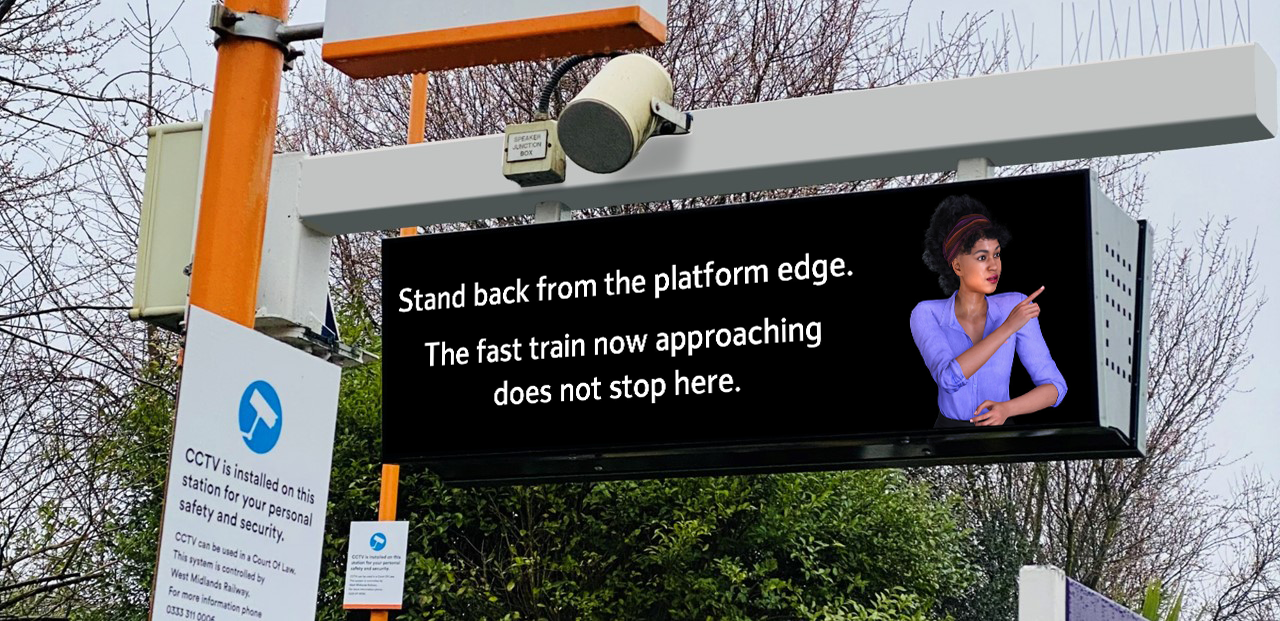 SPEAKER
JUNCTION
BOX
Stand back from the platform edge.
The fast train now approaching
does not stop here.
CCTV is installed on this
station for your personal
safety and security.
CCTV can be used in a Court Of Law.
This system is controlled by
West Midlands Railway.
For more information phone
0333 311 0006
CCTV is installed on this
station for your personal
safety and security